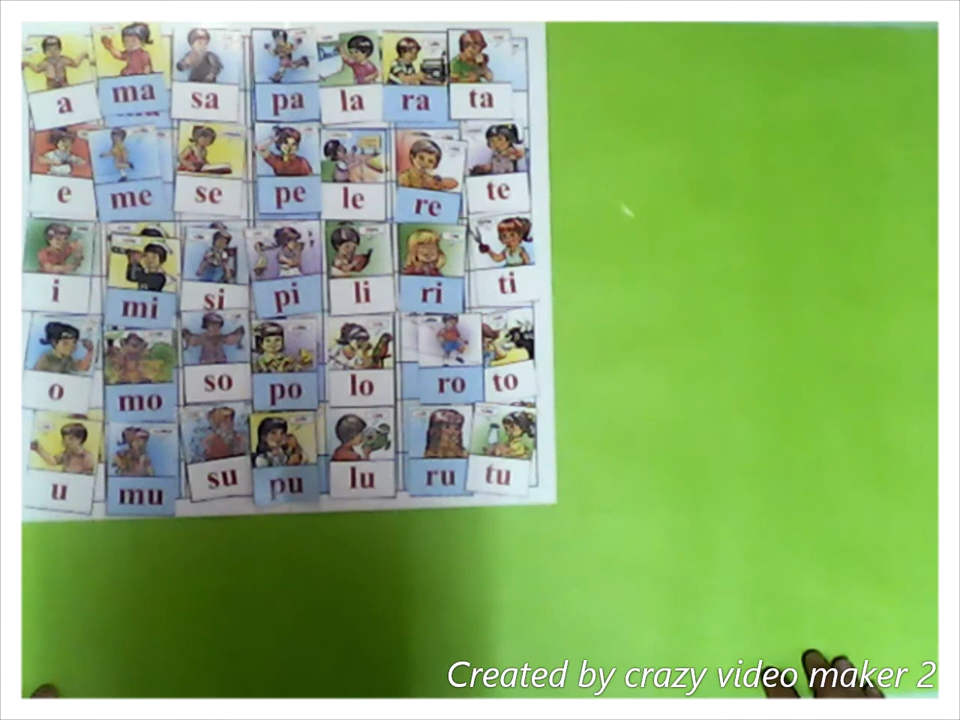 a ma sa pa la ra ta
e me se pe le re te
i mi si pi li ri ti
o mo so po lo ro to
u mu su pu lu ru tu
Created by crazy video maker 2